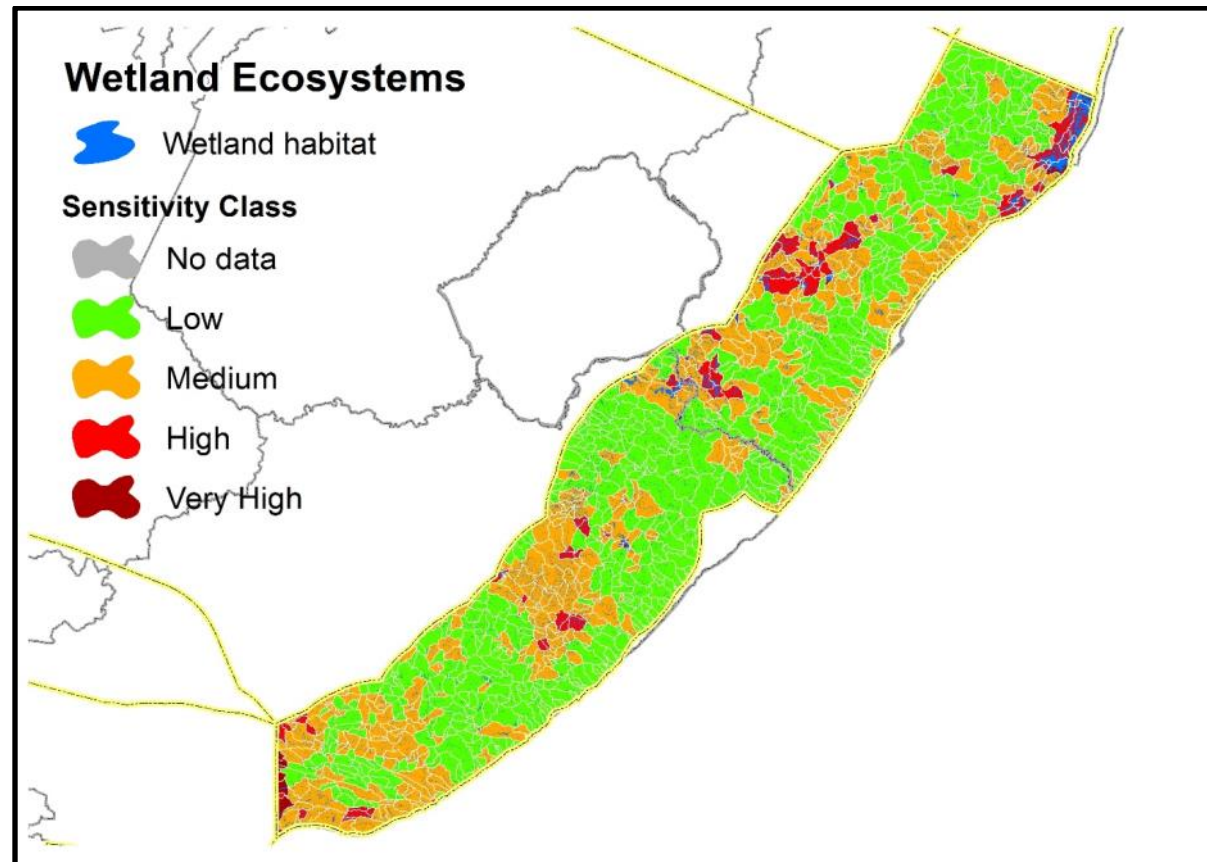 Wetland Ecosystems
Wetland habitat
Sensitivity Class
No data
Low
Medium
High
Very High